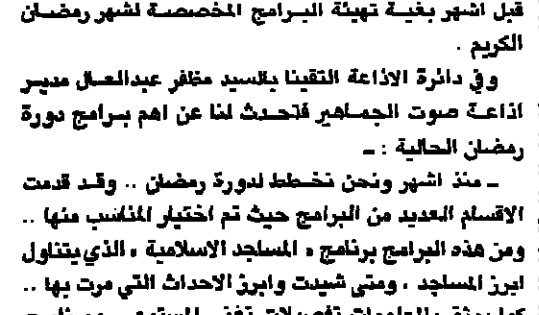 قبل اشهر بغية تهيئة البرامج المخصصة لشهر رمضان
الكريم .
وفي دائرة الاذاعة التقينا بالسيد مظفر عبدالعال مدير
اذاعة صوت الجماهير فتحدث لنا عن اهم برامج دورة
رمضان الحالية : ـ
ـ منذ اشهر ونحن نخطط لدورة رمضان .. وقد قدمت
الاقسام العديد من البرامج حيث تم اختيار المناسب منها ..
ومن هذه البرامج برنامج « المساجد الاسلامية » الذي يتناول
ابرز المساجد ، ومتى شيدت وابرز الاحداث التي مرت بها ..